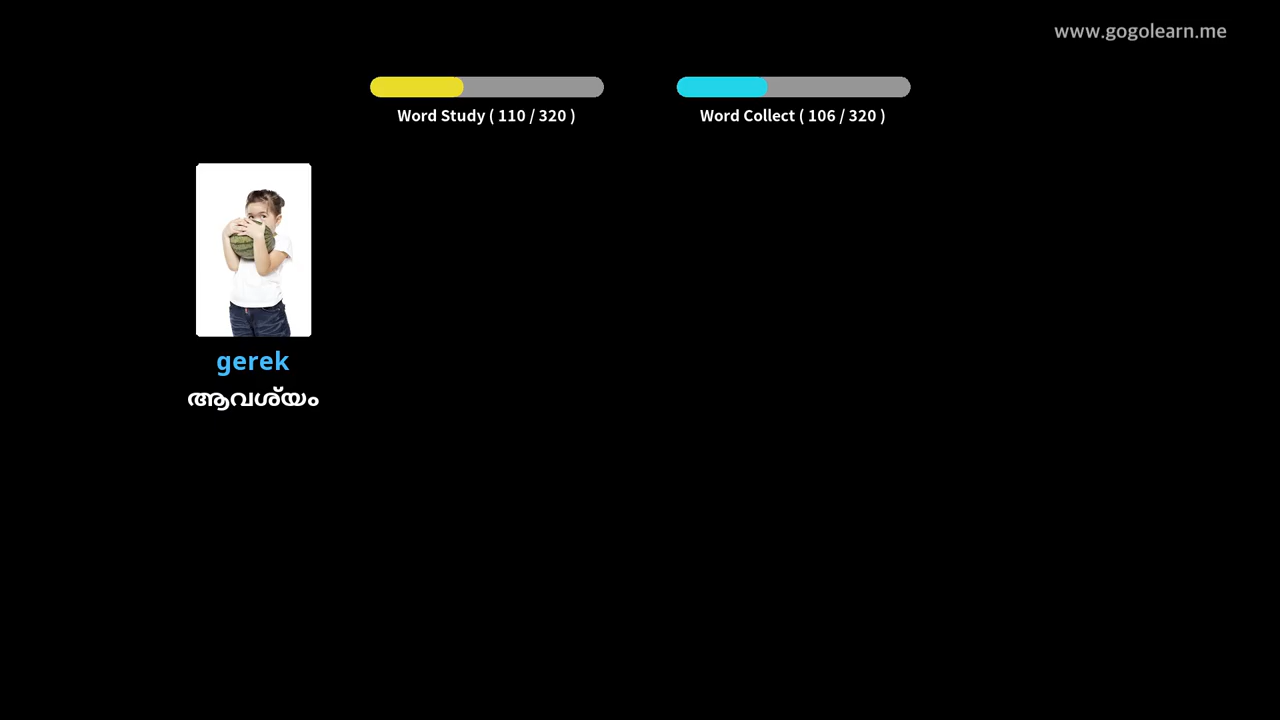 www.gogolearn.me
Word Study ( 110 / 320 )
Word Collect ( 106 / 320 )
gerek
ആവശ്യം